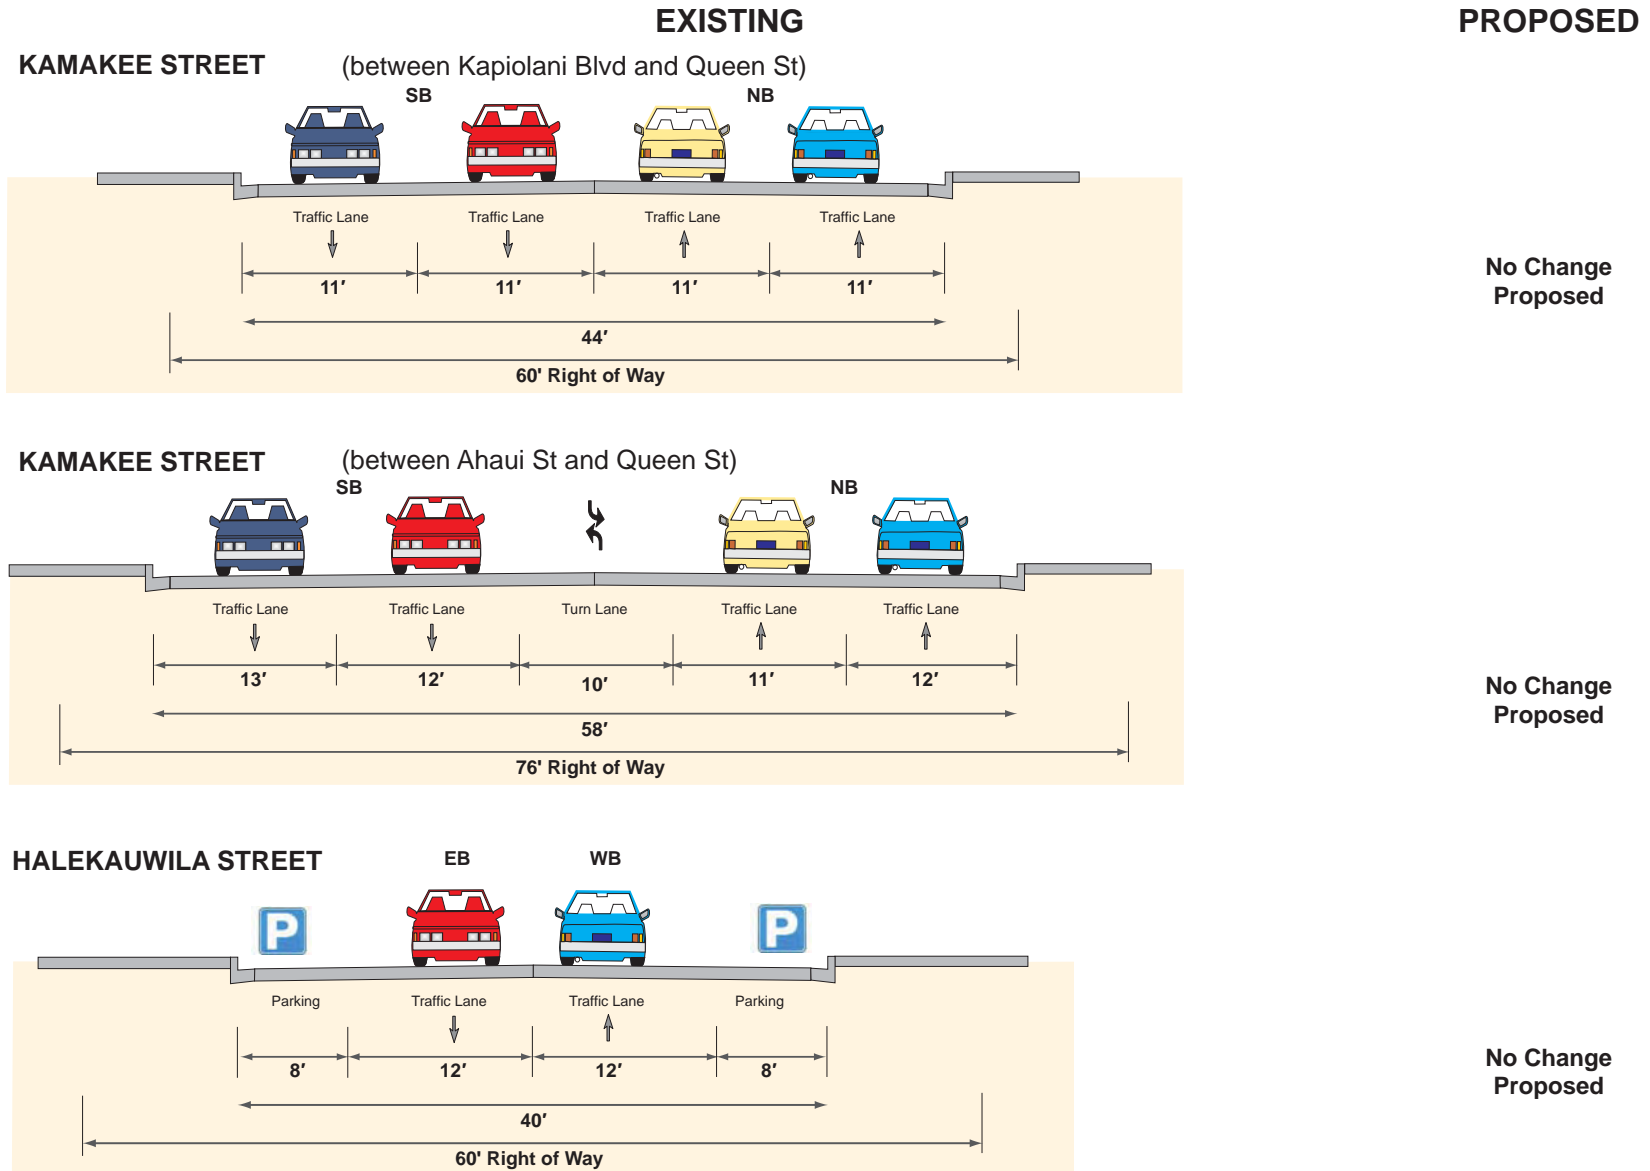 EXISTING
PROPOSED
KAMAKEE STREET
(between Kapiolani Blvd and Queen St)
SB
NB
Traffic Lane
Traffic Lane
Traffic Lane
Traffic Lane
11′
11′
11′
11′
44′
60' Right of Way
No Change
Proposed
KAMAKEE STREET
(between Ahaui St and Queen St)
SB
NB
Traffic Lane
Traffic Lane
Turn Lane
Traffic Lane
Traffic Lane
13′
12′
10′
11′
12′
58′
76' Right of Way
No Change
Proposed
HALEKAUWILA STREET
EB
WB
P
P
Parking
Traffic Lane
Traffic Lane
Parking
8′
12′
12′
8′
40′
60' Right of Way
No Change
Proposed